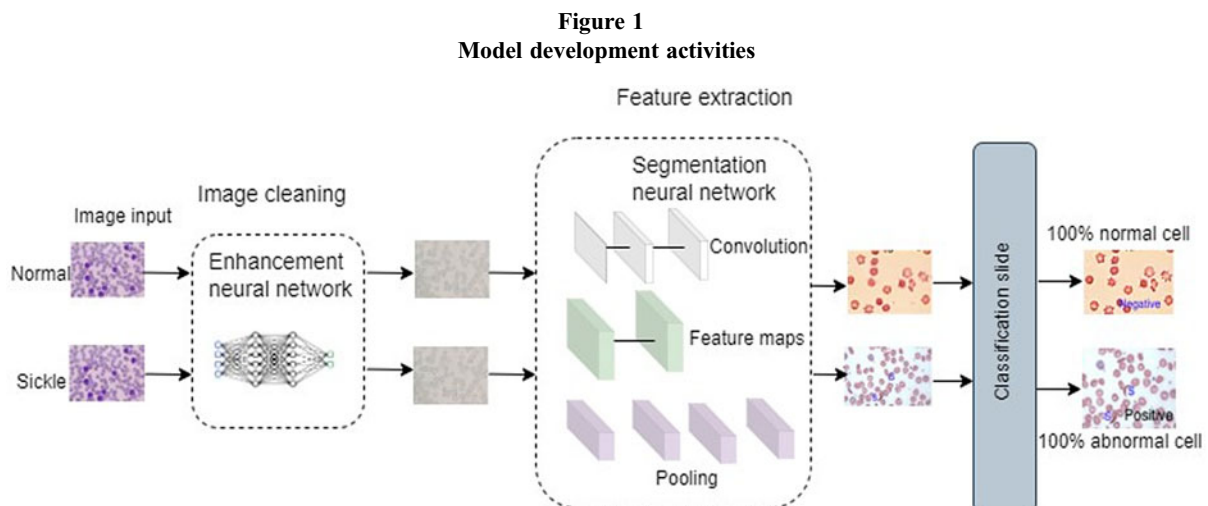 Figure 1
Model development activities
Feature extraction
Image cleaning
Image input
Normal
Sickle
Enhancement
neural network
Segmentation
neural network
Convolution
Feature maps
Pooling
Classification slide
100% normal cell
Negative
S
S
S
S
Positive
100% abnormal cell